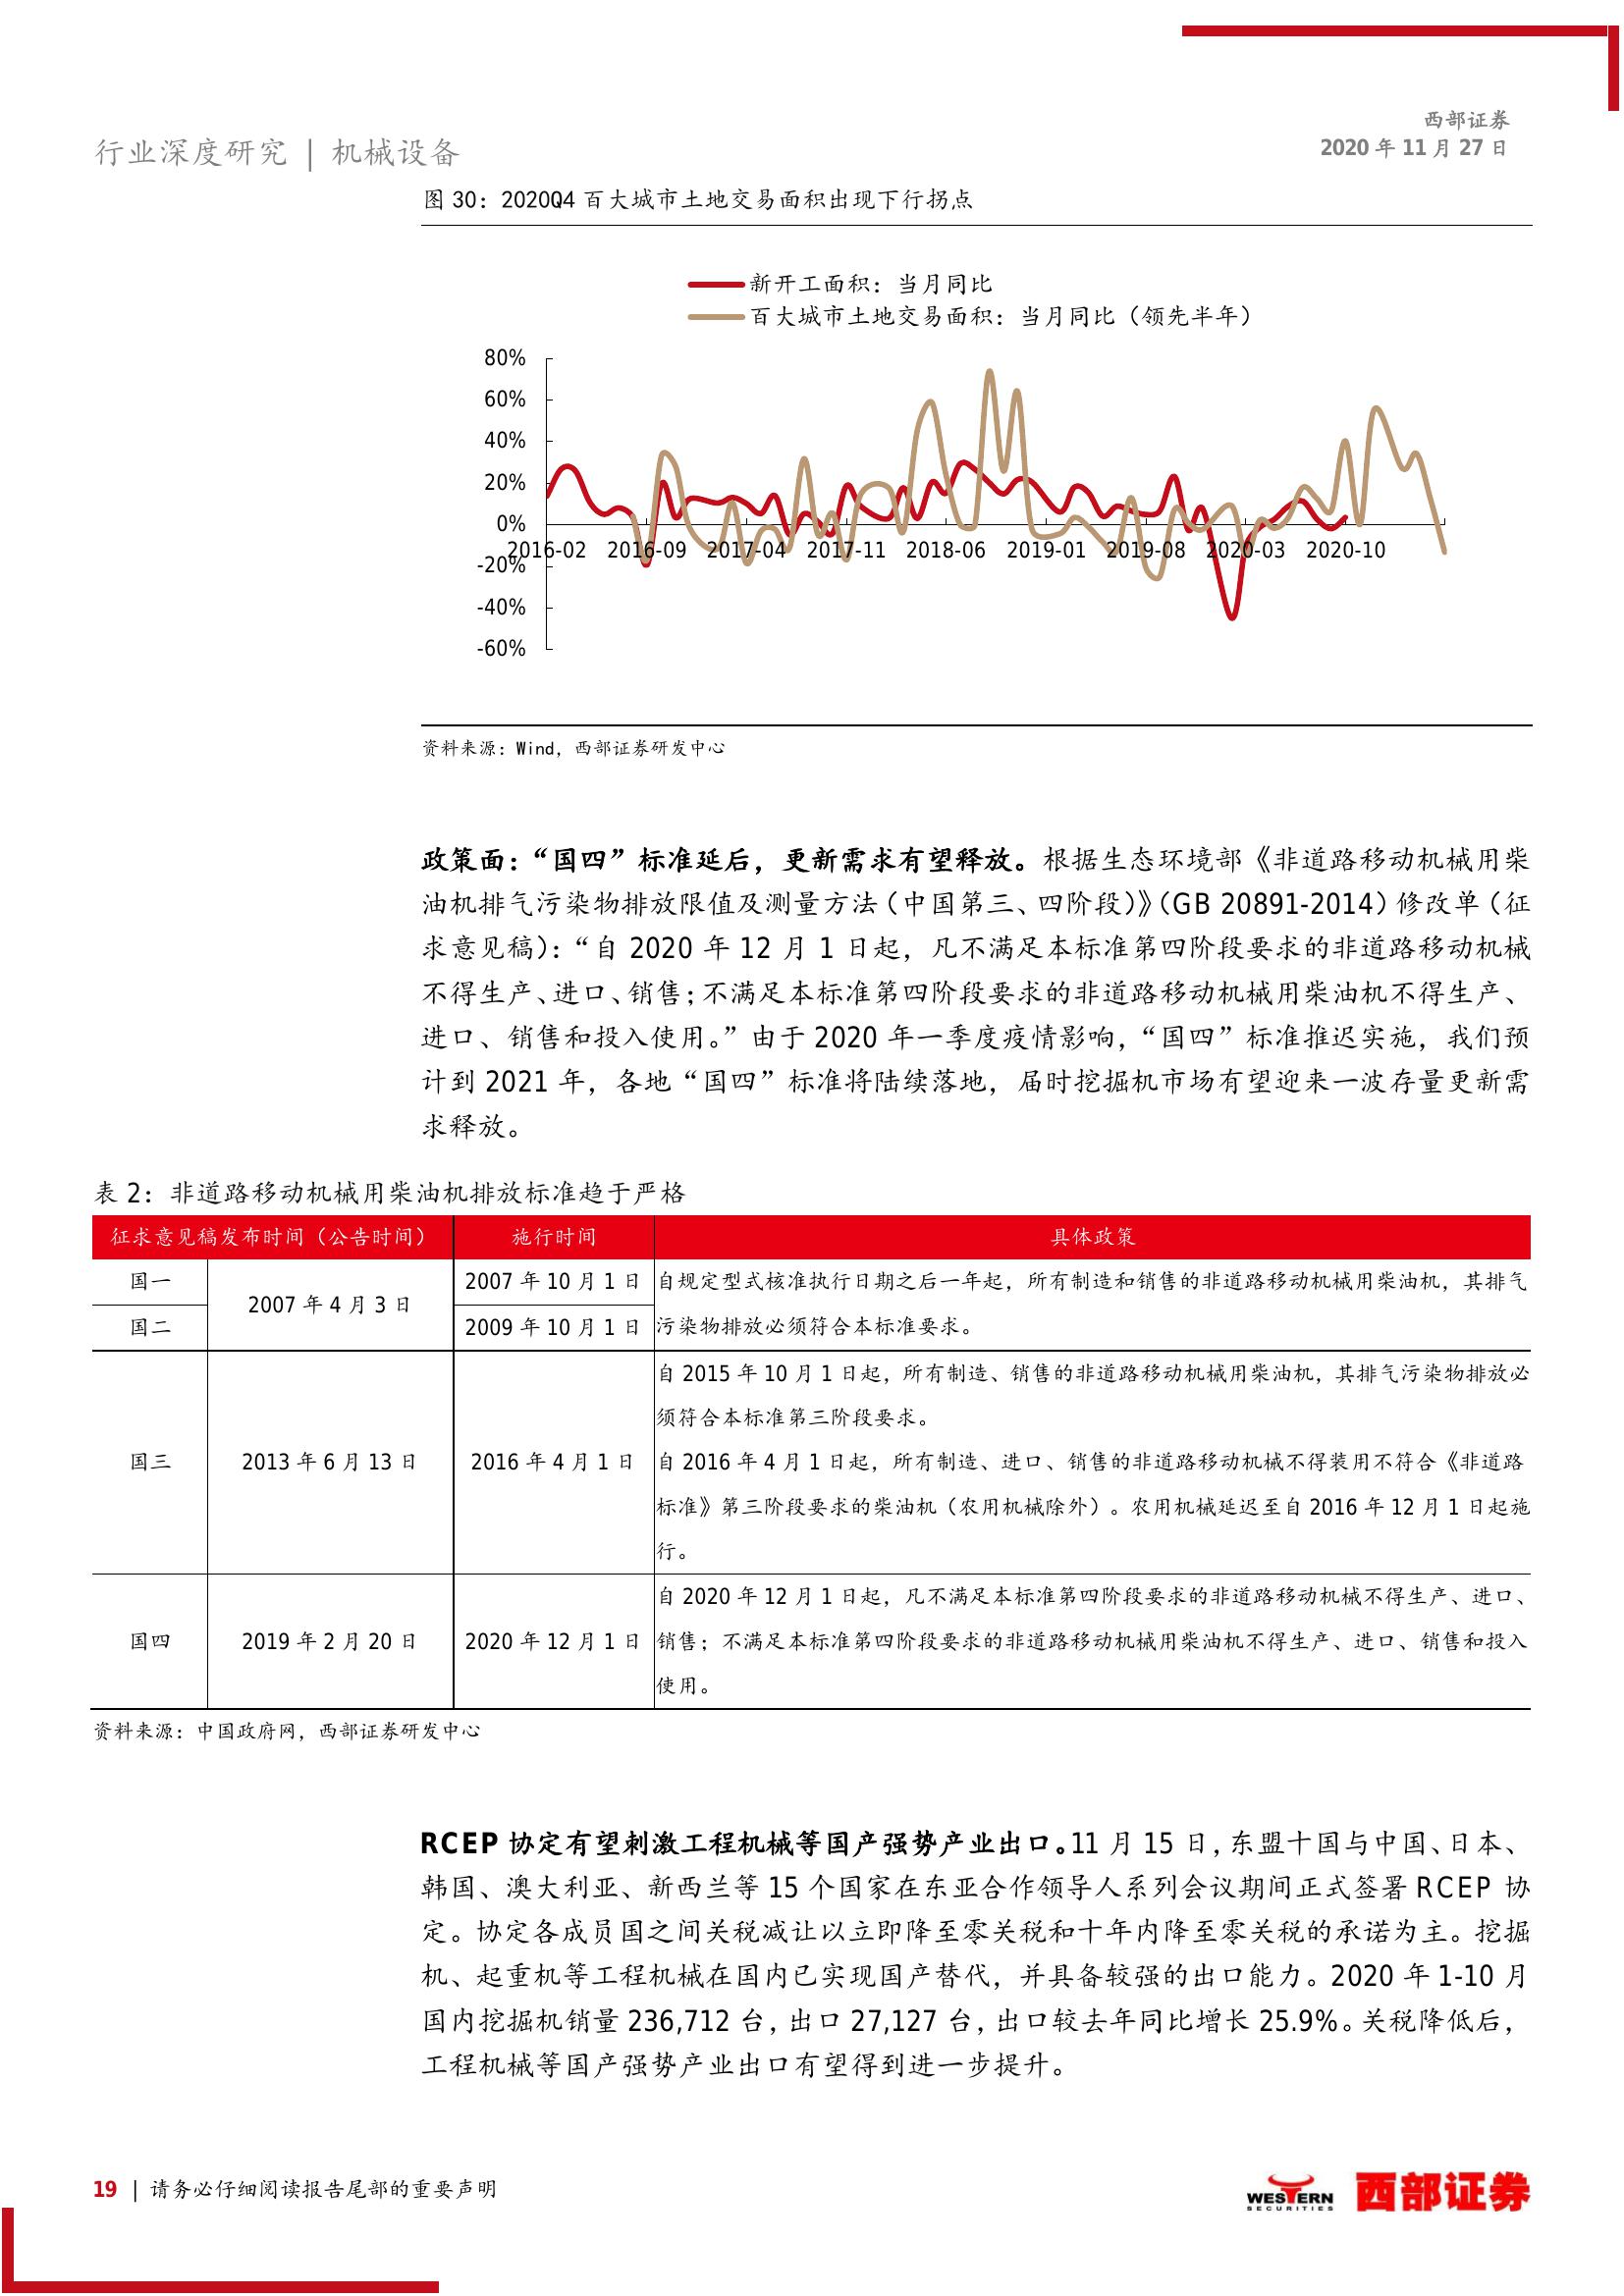 西部证券
2020 年 11 月 27 日
行业深度研究 | 机械设备
图 30：2020Q4 百大城市土地交易面积出现下行拐点
新开工面积：当月同比
百大城市土地交易面积：当月同比（领先半年）
80%
60%
40%
20%
0%
-20%
-40%
-60%
2016-02 2016-09 2017-04 2017-11 2018-06 2019-01 2019-08 2020-03 2020-10
资料来源：Wind，西部证券研发中心
政策面：“国四”标准延后，更新需求有望释放。根据生态环境部《非道路移动机械用柴
油机排气污染物排放限值及测量方法（中国第三、四阶段）》（GB 20891-2014）修改单（征
求意见稿）：“自 2020 年 12 月 1 日起，凡不满足本标准第四阶段要求的非道路移动机械
不得生产、进口、销售；不满足本标准第四阶段要求的非道路移动机械用柴油机不得生产、
进口、销售和投入使用。”由于 2020 年一季度疫情影响，“国四”标准推迟实施，我们预
计到 2021 年，各地“国四”标准将陆续落地，届时挖掘机市场有望迎来一波存量更新需
求释放。
表 2：非道路移动机械用柴油机排放标准趋于严格
征求意见稿发布时间（公告时间） 施行时间 具体政策
国一 2007 年 4 月 3 日 2007 年 10 月 1 日 自规定型式核准执行日期之后一年起，所有制造和销售的非道路移动机械用柴油机，其排气
国二 2009 年 10 月 1 日 污染物排放必须符合本标准要求。
自 2015 年 10 月 1 日起，所有制造、销售的非道路移动机械用柴油机，其排气污染物排放必
须符合本标准第三阶段要求。
国三 2013 年 6 月 13 日 2016 年 4 月 1 日 自 2016 年 4 月 1 日起，所有制造、进口、销售的非道路移动机械不得装用不符合《非道路
标准》第三阶段要求的柴油机（农用机械除外）。农用机械延迟至自 2016 年 12 月 1 日起施
行。
自 2020 年 12 月 1 日起，凡不满足本标准第四阶段要求的非道路移动机械不得生产、进口、
国四 2019 年 2 月 20 日 2020 年 12 月 1 日 销售；不满足本标准第四阶段要求的非道路移动机械用柴油机不得生产、进口、销售和投入
使用。
资料来源：中国政府网，西部证券研发中心
RCEP 协定有望刺激工程机械等国产强势产业出口。11 月 15 日，东盟十国与中国、日本、
韩国、澳大利亚、新西兰等 15 个国家在东亚合作领导人系列会议期间正式签署 RCEP 协
定。协定各成员国之间关税减让以立即降至零关税和十年内降至零关税的承诺为主。挖掘
机、起重机等工程机械在国内已实现国产替代，并具备较强的出口能力。2020 年 1-10 月
国内挖掘机销量 236,712 台，出口 27,127 台，出口较去年同比增长 25.9%。关税降低后，
工程机械等国产强势产业出口有望得到进一步提升。
19 | 请务必仔细阅读报告尾部的重要声明
WESTERN
SECURITIES
西部证券